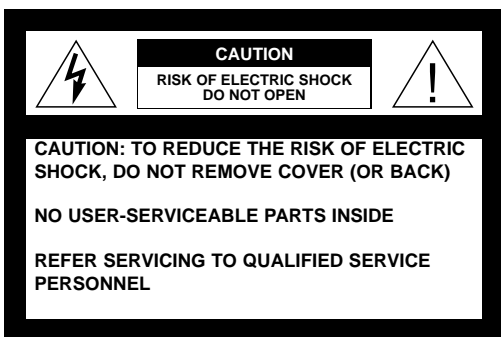 CAUTION
RISK OF ELECTRIC SHOCK
DO NOT OPEN
!
CAUTION: TO REDUCE THE RISK OF ELECTRIC
SHOCK, DO NOT REMOVE COVER (OR BACK)
NO USER-SERVICEABLE PARTS INSIDE
REFER SERVICING TO QUALIFIED SERVICE
PERSONNEL